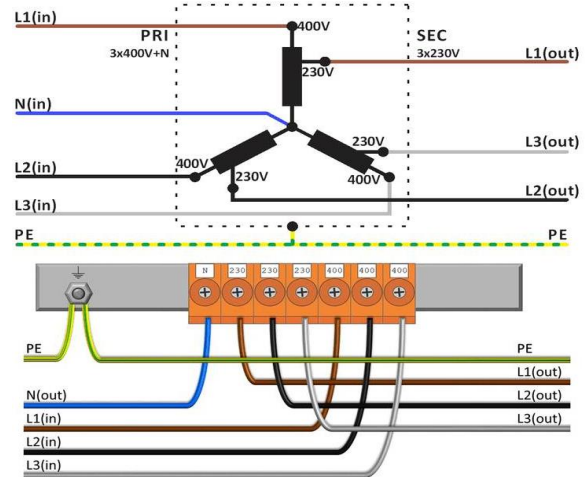 L1(in)
400V
PRI
SEC
3x400V+N
3x230V
L1(out)
230V
N(in)
230V
L3(out)
400V
L2(in)
230V
400V
L2(out)
L3(in)
PE
PE
N 230 230 230 400 400 400
PE
PE
L1(out)
N(out)
L2(out)
L1(in)
L3(out)
L2(in)
L3(in)